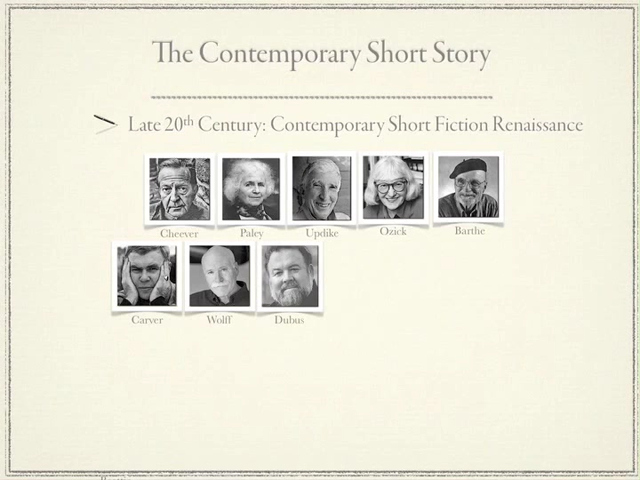 The Contemporary Short Story
Late 20th Century: Contemporary Short Fiction Renaissance
Cheever Paley Updike Ozick Barthe
Carver Wolff Dubus